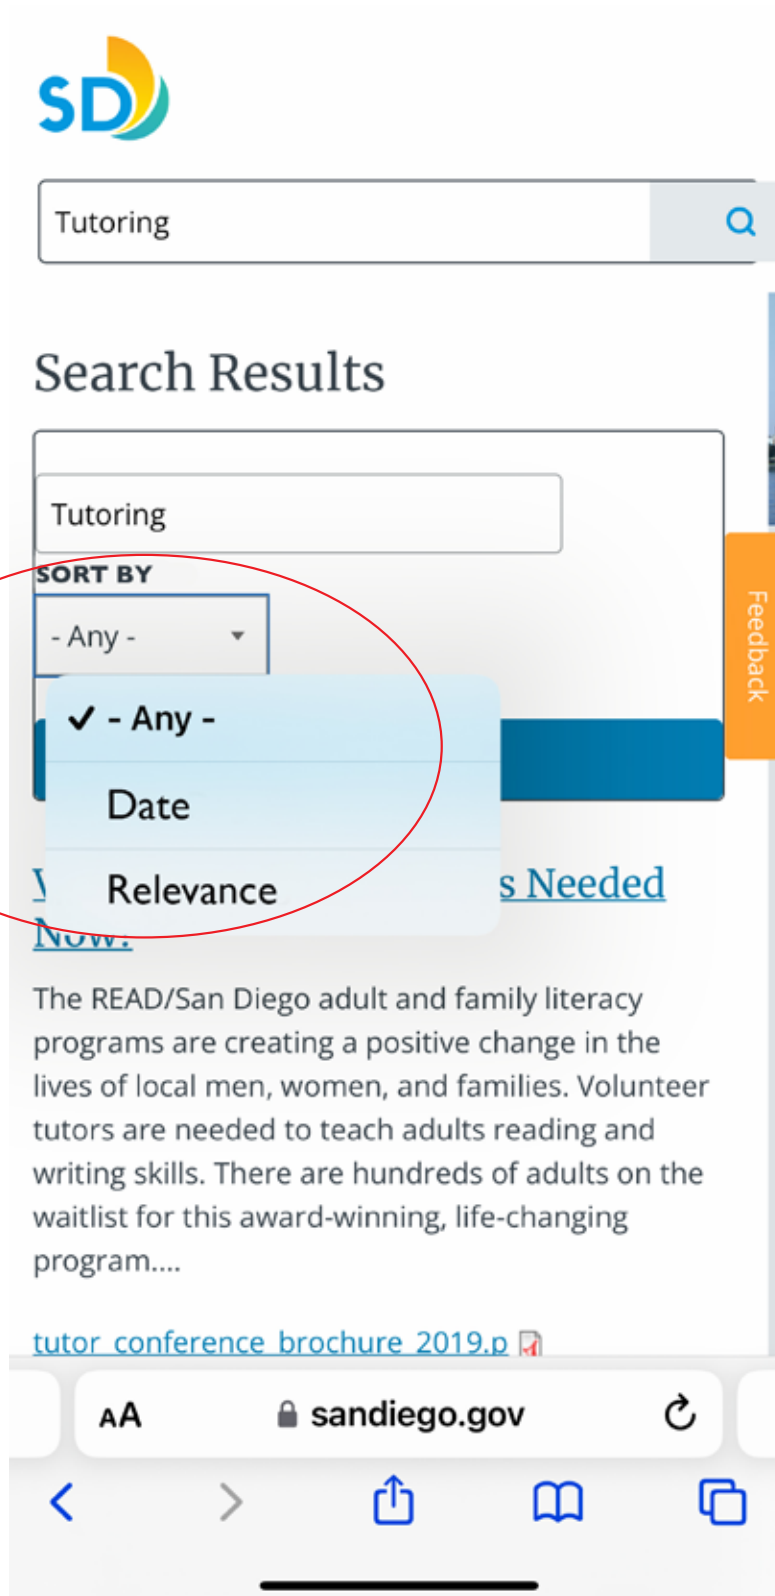 SD
Tutoring
Search Results
Tutoring
SORT BY
- Any -
✓ - Any -
Date
Relevance
s Needed
Now!
The READ/San Diego adult and family literacy
programs are creating a positive change in the
lives of local men, women, and families. Volunteer
tutors are needed to teach adults reading and
writing skills. There are hundreds of adults on the
waitlist for this award-winning, life-changing
program....
tutor_conference_brochure_2019.p
Feedback
AA
sandiego.gov